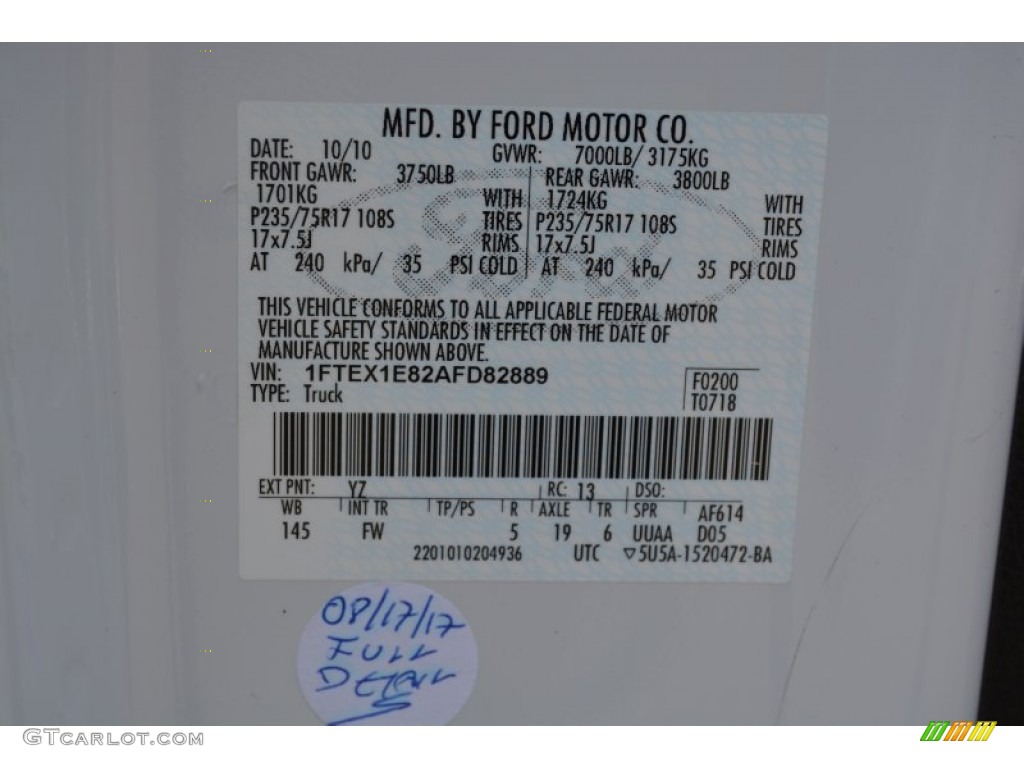 MFD. BY FORD MOTOR CO.
DATE: 10/10 GVWR: 7000LB/ 3175KG
FRONT GAWR: 3750LB REAR GAWR: 3800LB
1701KG WITH 1724KG WITH
P235/75R17 108S TIRES P235/75R17 108S TIRES
17x7.5J RIMS 17x7.5J RIMS
AT 240 kPa/ 35 PSI COLD AT 240 kPa/ 35 PSI COLD
Ford
THIS VEHICLE CONFORMS TO ALL APPLICABLE FEDERAL MOTOR
VEHICLE SAFETY STANDARDS IN EFFECT ON THE DATE OF
MANUFACTURE SHOWN ABOVE.
VIN: 1FTEX1E82AFD82889
TYPE: Truck
F0200
T0718
EXT PNT: YZ RC: 13 DSO:
WB INT TR TP/PS R AXLE TR SPR AF614
145 FW 5 19 6 UUAA D05
2201010204936 UTC ▽5U5A-1520472-BA
08/17/17
FULL
DETAIL
GTCARLOT.COM